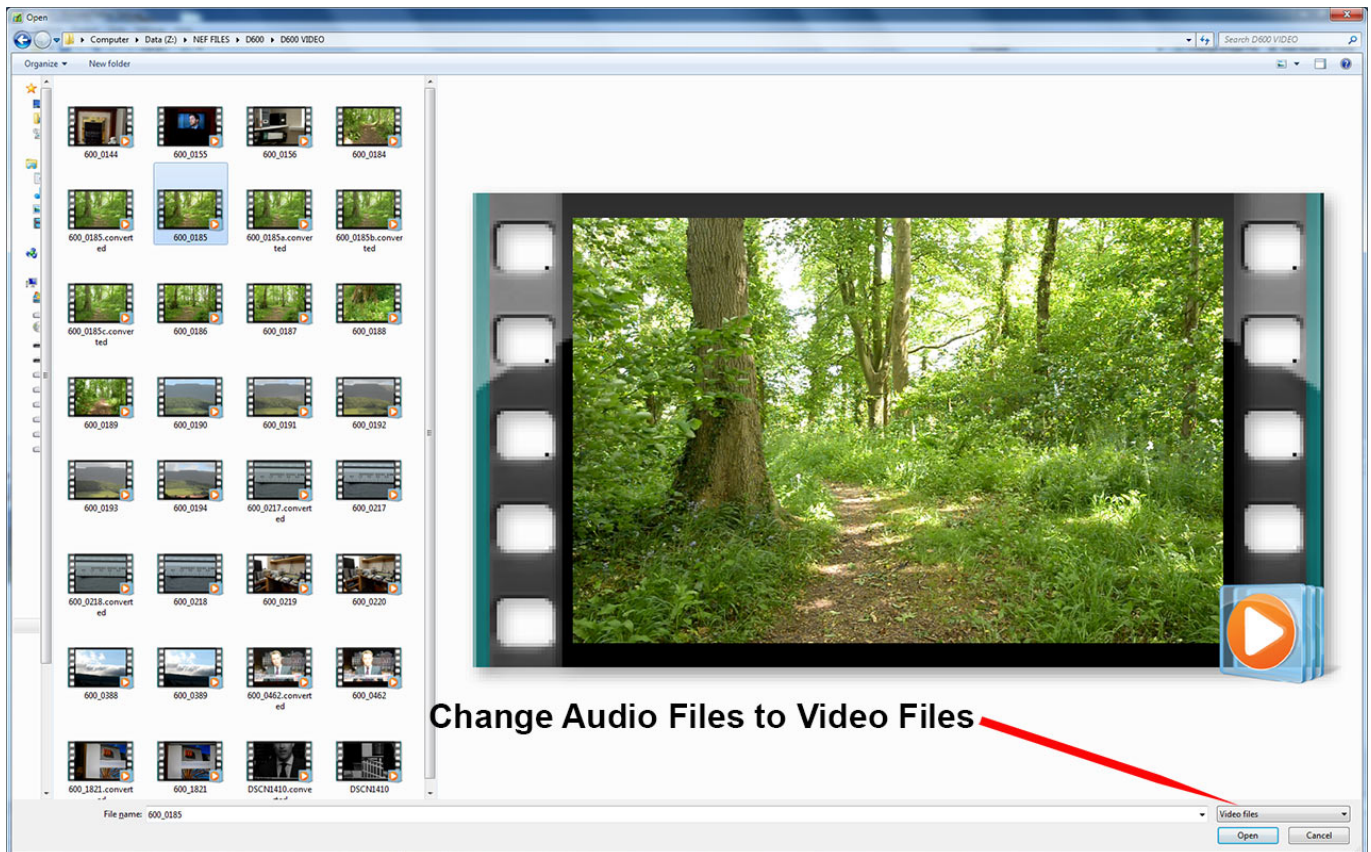 Open
Computer ▸ Data (Z:) ▸ NEF FILES ▸ D600 ▸ D600 VIDEO
Search D600 VIDEO
Organize New folder
600_0144 600_0155 600_0156 600_0184
600_0185.convert 600_0185 600_0185a.conver 600_0185b.conver
ed ted ted
600_0185c.conver 600_0186 600_0187 600_0188
ted
600_0189 600_0190 600_0191 600_0192
600_0193 600_0194 600_0217.convert 600_0217
ed
600_0218.convert 600_0218 600_0219 600_0220
ed
600_0388 600_0389 600_0462.convert 600_0462
ed
Change Audio Files to Video Files
600_1821.convert 600_1821 DSCN1410.conve DSCN1410
File name: 600_0185 Video files
Open Cancel